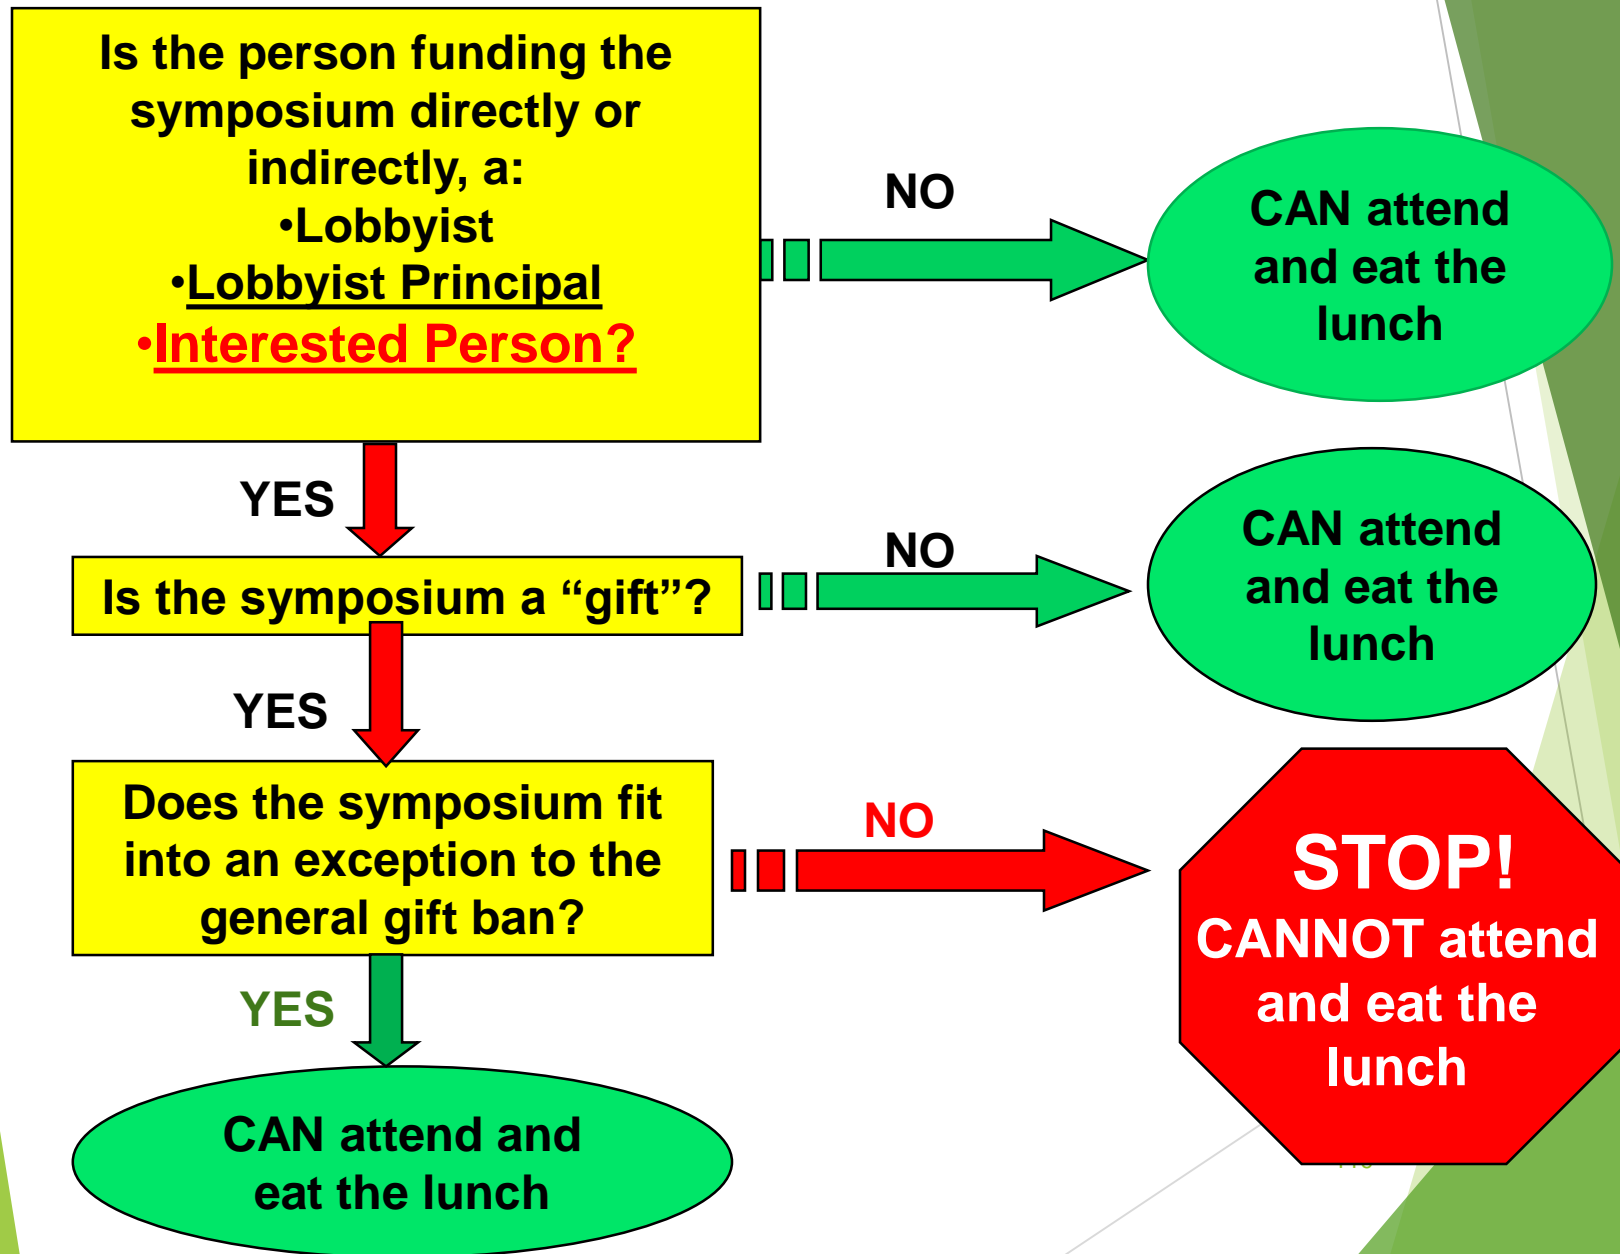 Is the person funding the
symposium directly or
indirectly, a:
•Lobbyist
•Lobbyist Principal
•Interested Person?
NO
CAN attend
and eat the
lunch
YES
Is the symposium a “gift”?
NO
CAN attend
and eat the
lunch
YES
Does the symposium fit
into an exception to the
general gift ban?
NO
STOP!
CANNOT attend
and eat the
lunch
YES
CAN attend and
eat the lunch